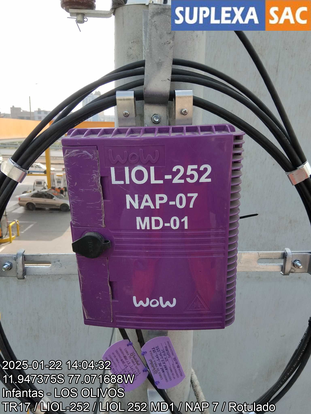 SUPLEXA SAC
WOW
LIOL-252
NAP-07
MD-01
WOW
2025-01-22 14:04:32
11.947375S 77.071688W
Infantas - LOS OLIVOS
TR17 / LIOL-252 / LIOL 252 MD1 / NAP 7 / Rotulado